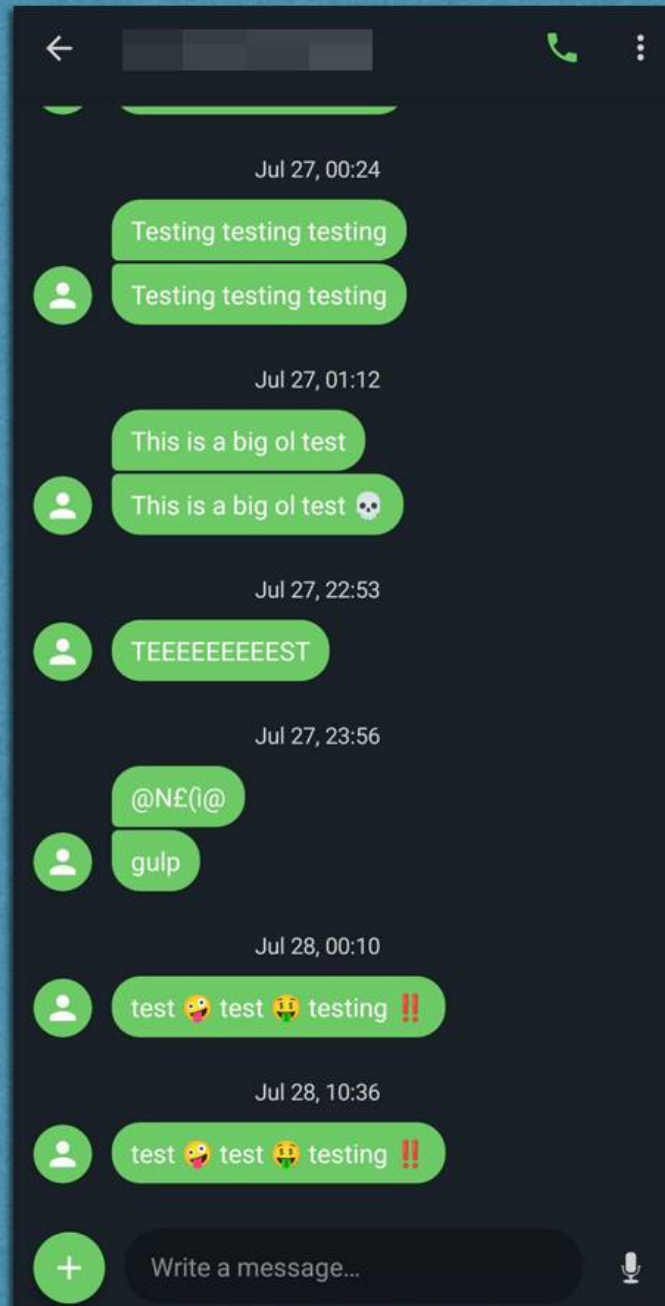 Jul 27, 00:24
Testing testing testing
Testing testing testing
Jul 27, 01:12
This is a big ol test
This is a big ol test 💀
Jul 27, 22:53
TEEEEEEEEEEST
Jul 27, 23:56
@N£(ì@
gulp
Jul 28, 00:10
test 🤪 test 🤑 testing ‼️
Jul 28, 10:36
test 🤪 test 🤑 testing ‼️
Write a message...